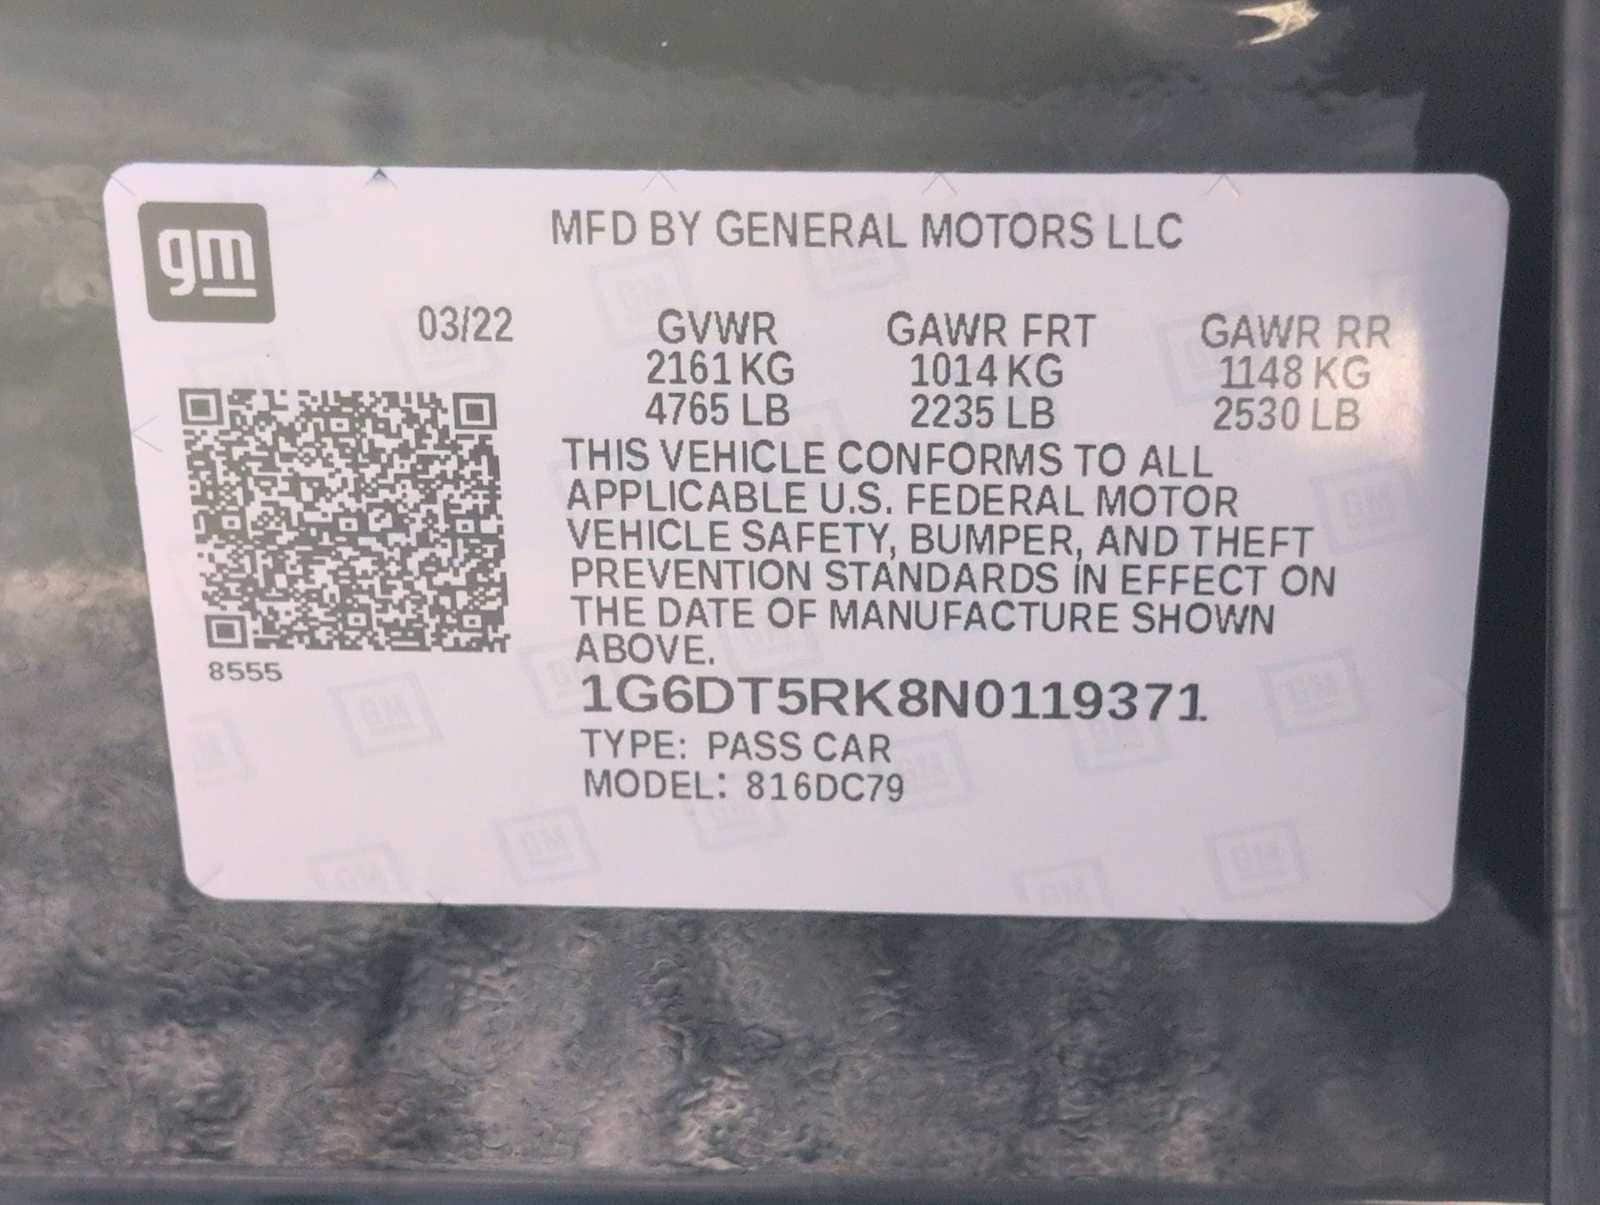 gm
MFD BY GENERAL MOTORS LLC
03/22 GVWR GAWR FRT GAWR RR
2161 KG 1014 KG 1148 KG
4765 LB 2235 LB 2530 LB
THIS VEHICLE CONFORMS TO ALL
APPLICABLE U.S. FEDERAL MOTOR
VEHICLE SAFETY, BUMPER, AND THEFT
PREVENTION STANDARDS IN EFFECT ON
THE DATE OF MANUFACTURE SHOWN
ABOVE.
8555
1G6DT5RK8N0119371
TYPE: PASS CAR
MODEL: 816DC79